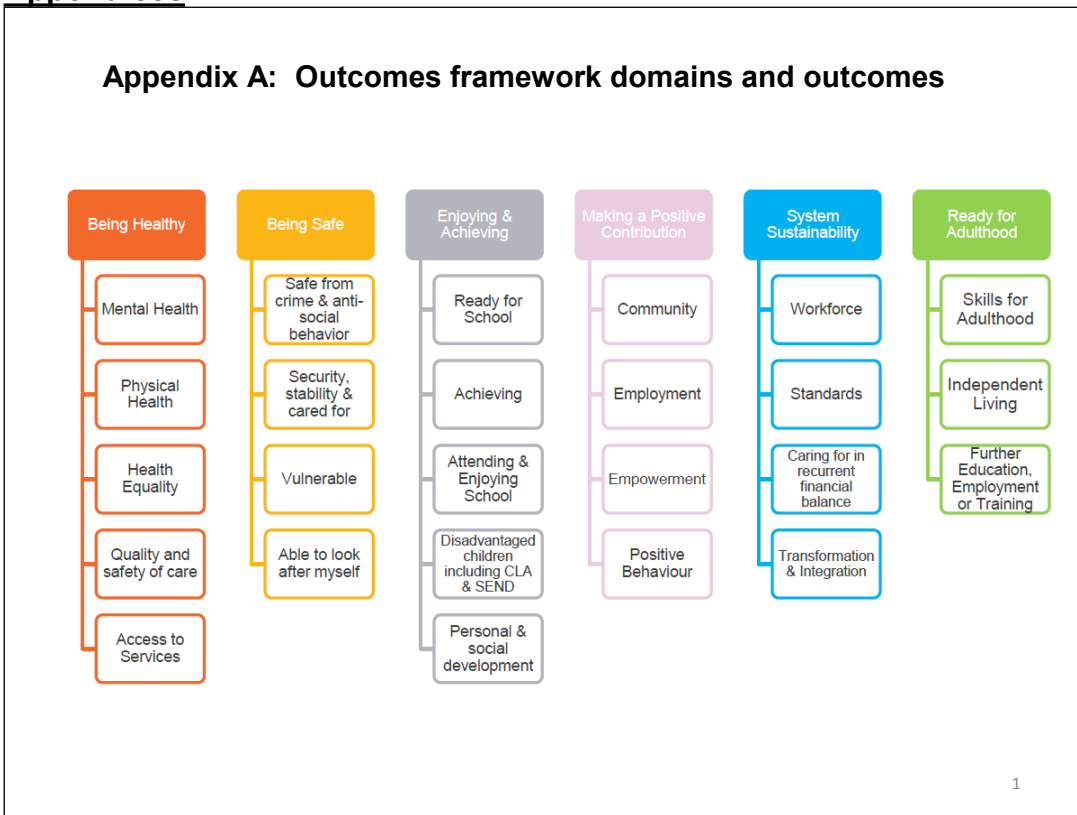 Appendix A: Outcomes framework domains and outcomes
Being Healthy
Mental Health
Physical
Health
Health
Equality
Quality and
safety of care
Access to
Services
Being Safe
Safe from
crime & anti-
social
behavior
Security,
stability &
cared for
Vulnerable
Able to look
after myself
Enjoying &
Achieving
Ready for
School
Achieving
Attending &
Enjoying
School
Disadvantaged
children
including CLA
& SEND
Personal &
social
development
Making a Positive
Contribution
Community
Employment
Empowerment
Positive
Behaviour
System
Sustainability
Workforce
Standards
Caring for in
recurrent
financial
balance
Transformation
& Integration
Ready for
Adulthood
Skills for
Adulthood
Independent
Living
Further
Education,
Employment
or Training
1